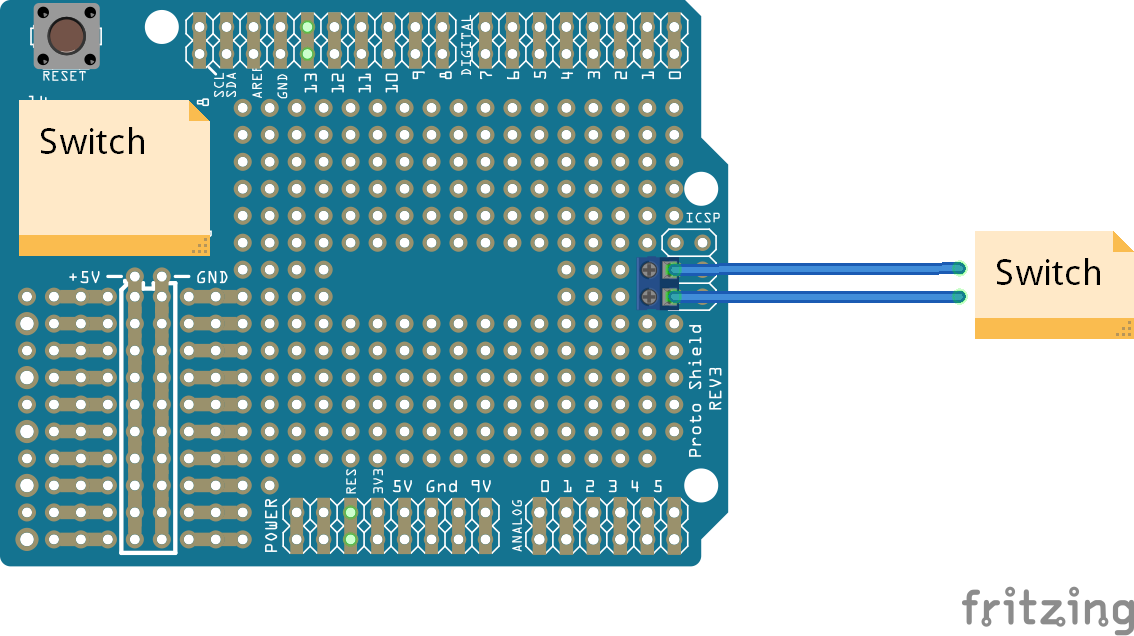 RESET
SCL
SDA
AREF
GND
13
12
11
10
9
8
DIGITAL
7
6
5
4
3
2
1
0
Switch
ICSP
+5V
GND
Switch
Proto Shield
REV3
POWER
RES
3V3
5V
Gnd
9V
ANALOG
0
1
2
3
4
5
fritzing